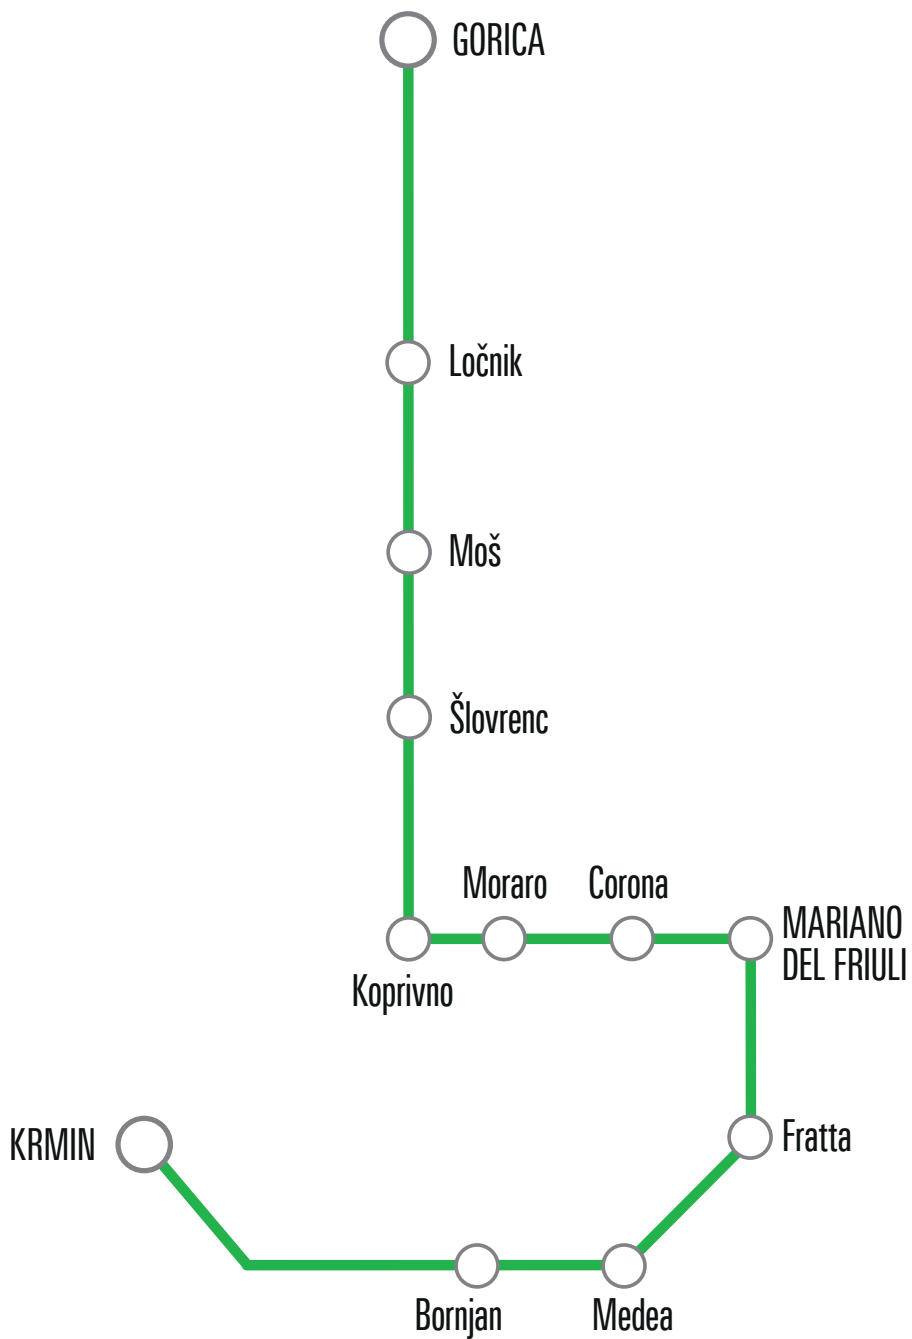 GORICA
Ločnik
Moš
Šlovrenc
Moraro
Corona
MARIANO
DEL FRIULI
Koprivno
Fratta
KRMIN
Bornjan
Medea